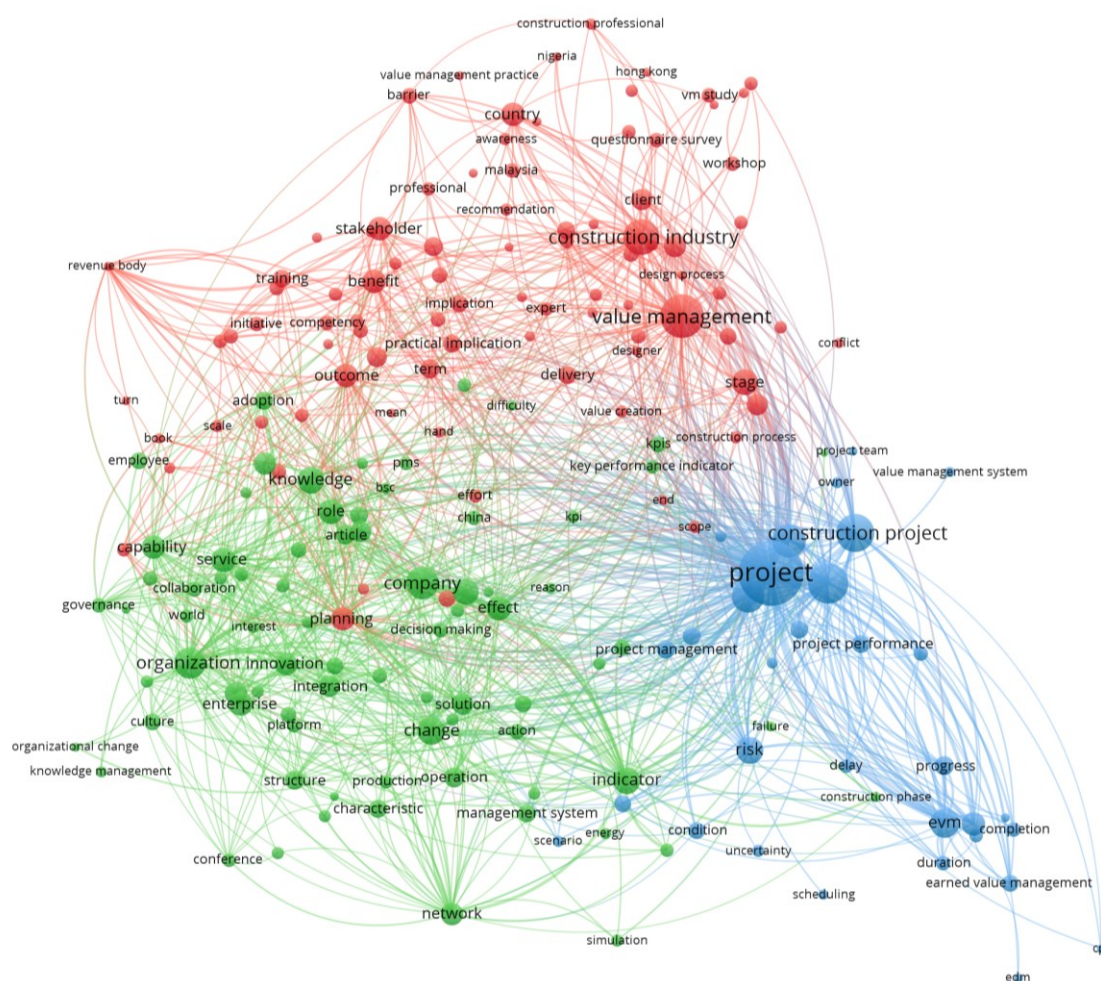 construction professional
nigeria
hong kong
value management practice
barrier
vm study
country
awareness
questionnaire survey
malaysia
workshop
professional
client
recommendation
stakeholder
construction industry
revenue body
design process
training
benefit
implication
expert
value management
initiative
competency
practical implication
designer
conflict
outcome
term
delivery
stage
turn
adoption
mean
difficulty
value creation
book
scale
hand
construction process
kpis
project team
employee
pms
key performance indicator
value management system
knowledge
bsc
owner
effort
end
role
china
kpi
scope
article
construction project
capability
service
project
company
collaboration
reason
governance
world
effect
interest
planning
decision making
project management
project performance
organization
innovation
integration
enterprise
solution
culture
platform
change
action
failure
organizational change
risk
knowledge management
structure
production
operation
indicator
delay
progress
characteristic
management system
construction phase
energy
condition
evm
completion
scenario
uncertainty
conference
duration
earned value management
scheduling
network
simulation
edm